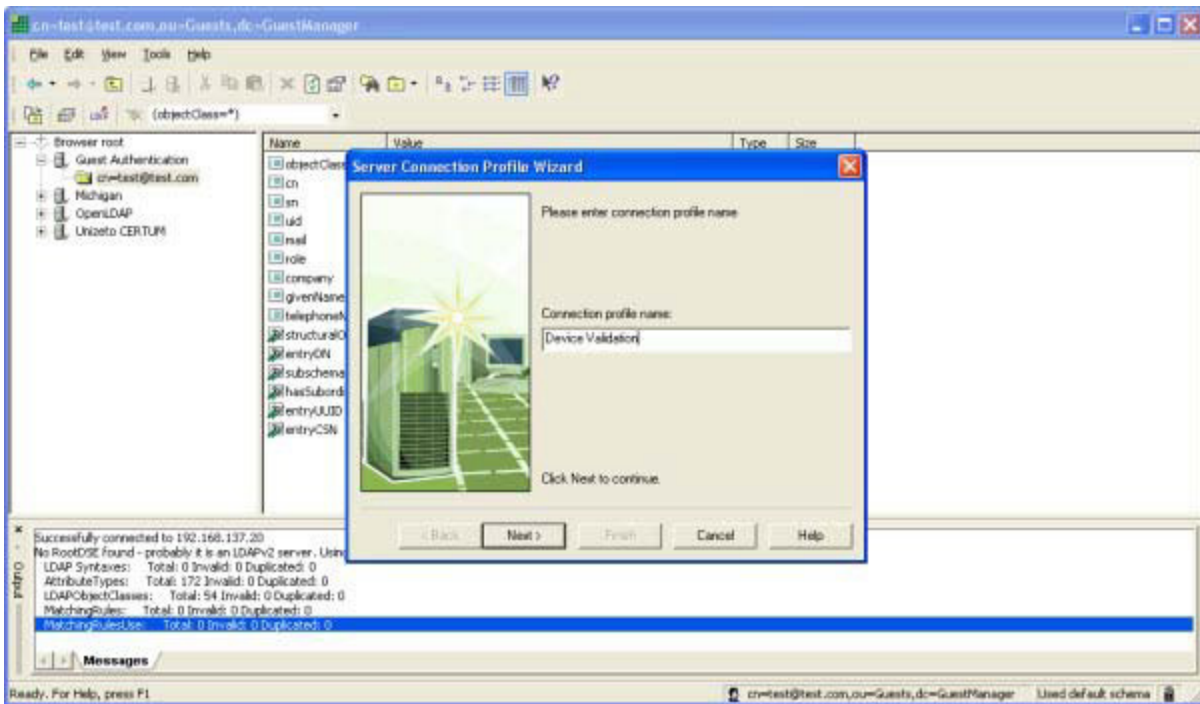 cn=test@test.com,ou=Guests,dc=GuestManager
File Edit View Tools Help
(objectClass=*)
Browser root
Guest Authentication
cn=test@test.com
Michigan
OpenLDAP
Unizeto CERTUM
Name Value Type Size
objectClass
cn
sn
uid
mail
role
company
givenName
telephoneN
structuralO
entryDN
subschema
hasSubordi
entryUUID
entryCSN
Server Connection Profile Wizard
Please enter connection profile name
Connection profile name:
Device Validation
Click Next to continue.
< Back Next > Finish Cancel Help
Output
Successfully connected to 192.168.137.20
No RootDSE found - probably it is an LDAPv2 server. Using
LDAP Syntaxes: Total: 0 Invalid: 0 Duplicated: 0
AttributeTypes: Total: 172 Invalid: 0 Duplicated: 0
LDAPObjectClasses: Total: 54 Invalid: 0 Duplicated: 0
MatchingRules: Total: 0 Invalid: 0 Duplicated: 0
MatchingRulesUse: Total: 0 Invalid: 0 Duplicated: 0
Messages
Ready. For Help, press F1
cn=test@test.com,ou=Guests,dc=GuestManager Used default schema